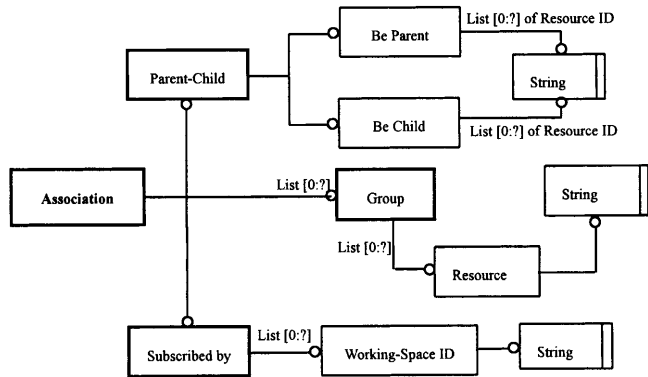 List [0:?] of Resource ID
Be Parent
Parent-Child
String
Be Child
List [0:?] of Resource ID
String
List [0:?]
Association
Group
List [0:?]
Resource
List [0:?]
Subscribed by
Working-Space ID
String